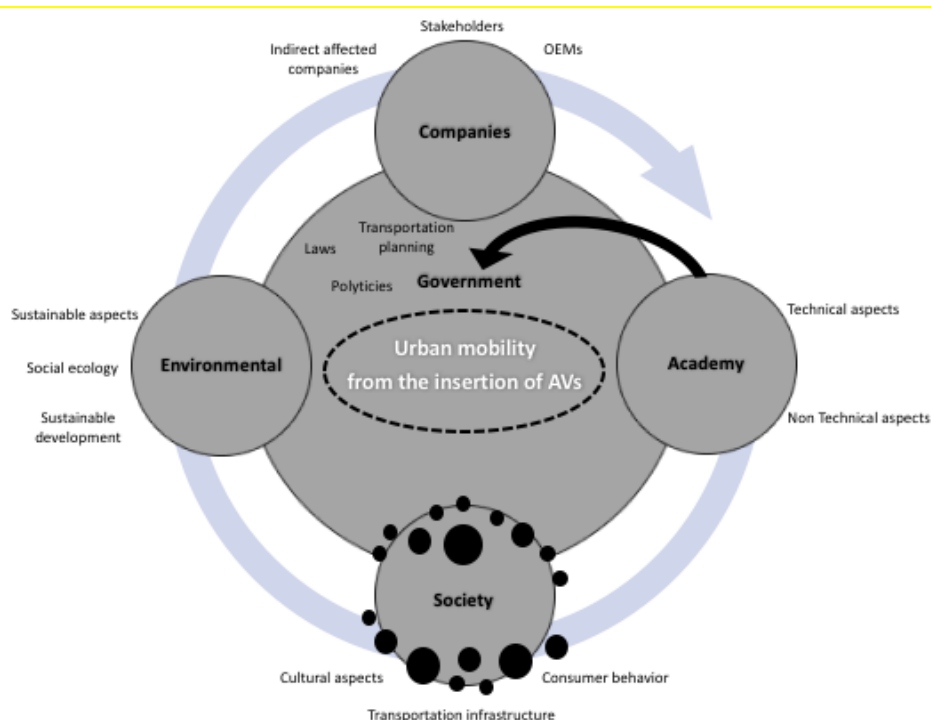 Stakeholders
Indirect affected
companies
OEMs
Companies
Transportation
planning
Laws
Polyticies
Government
Sustainable aspects
Social ecology
Sustainable
development
Environmental
Urban mobility
from the insertion of AVs
Academy
Technical aspects
Non Technical aspects
Society
Cultural aspects
Consumer behavior
Transportation infrastructure